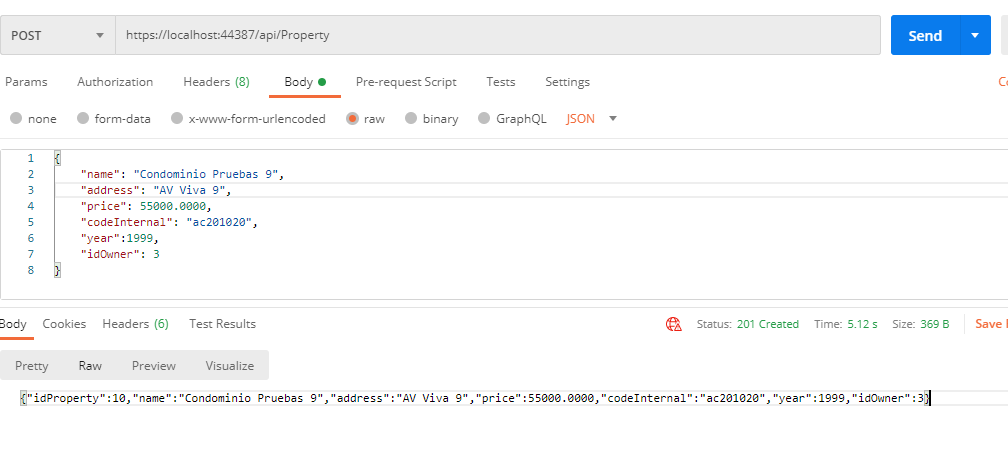 POST https://localhost:44387/api/Property Send
Params Authorization Headers (8) Body Pre-request Script Tests Settings
none form-data x-www-form-urlencoded raw binary GraphQL JSON
1 {
2 "name": "Condominio Pruebas 9",
3 "address": "AV Viva 9",
4 "price": 55000.0000,
5 "codeInternal": "ac201020",
6 "year":1999,
7 "idOwner": 3
8 }
Body Cookies Headers (6) Test Results Status: 201 Created Time: 5.12 s Size: 369 B Save
Pretty Raw Preview Visualize
{"idProperty":10,"name":"Condominio Pruebas 9","address":"AV Viva 9","price":55000.0000,"codeInternal":"ac201020","year":1999,"idOwner":3}